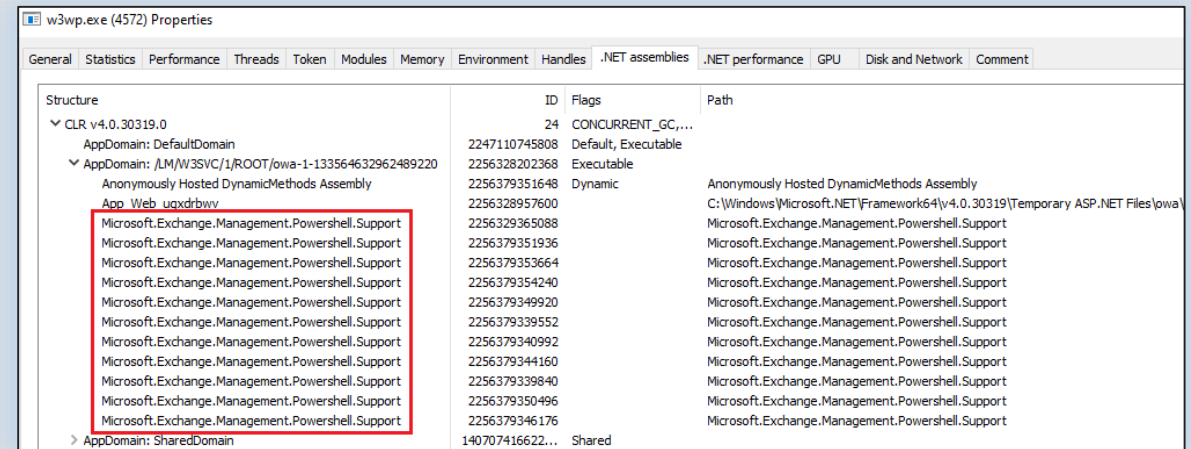 w3wp.exe (4572) Properties
General Statistics Performance Threads Token Modules Memory Environment Handles .NET assemblies .NET performance GPU Disk and Network Comment
Structure ID Flags Path
CLR v4.0.30319.0 24 CONCURRENT_GC,...
AppDomain: DefaultDomain 2247110745808 Default, Executable
AppDomain: /LM/W3SVC/1/ROOT/owa-1-133564632962489220 2256328202368 Executable
Anonymously Hosted DynamicMethods Assembly 2256379351648 Dynamic Anonymously Hosted DynamicMethods Assembly
App_Web_uqxdrbwv 2256328957600 C:\Windows\Microsoft.NET\Framework64\v4.0.30319\Temporary ASP.NET Files\owa\
Microsoft.Exchange.Management.Powershell.Support 2256329365088 Microsoft.Exchange.Management.Powershell.Support
Microsoft.Exchange.Management.Powershell.Support 2256379351936 Microsoft.Exchange.Management.Powershell.Support
Microsoft.Exchange.Management.Powershell.Support 2256379353664 Microsoft.Exchange.Management.Powershell.Support
Microsoft.Exchange.Management.Powershell.Support 2256379354240 Microsoft.Exchange.Management.Powershell.Support
Microsoft.Exchange.Management.Powershell.Support 2256379349920 Microsoft.Exchange.Management.Powershell.Support
Microsoft.Exchange.Management.Powershell.Support 2256379339552 Microsoft.Exchange.Management.Powershell.Support
Microsoft.Exchange.Management.Powershell.Support 2256379340992 Microsoft.Exchange.Management.Powershell.Support
Microsoft.Exchange.Management.Powershell.Support 2256379344160 Microsoft.Exchange.Management.Powershell.Support
Microsoft.Exchange.Management.Powershell.Support 2256379339840 Microsoft.Exchange.Management.Powershell.Support
Microsoft.Exchange.Management.Powershell.Support 2256379350496 Microsoft.Exchange.Management.Powershell.Support
Microsoft.Exchange.Management.Powershell.Support 2256379346176 Microsoft.Exchange.Management.Powershell.Support
AppDomain: SharedDomain 140707416622... Shared